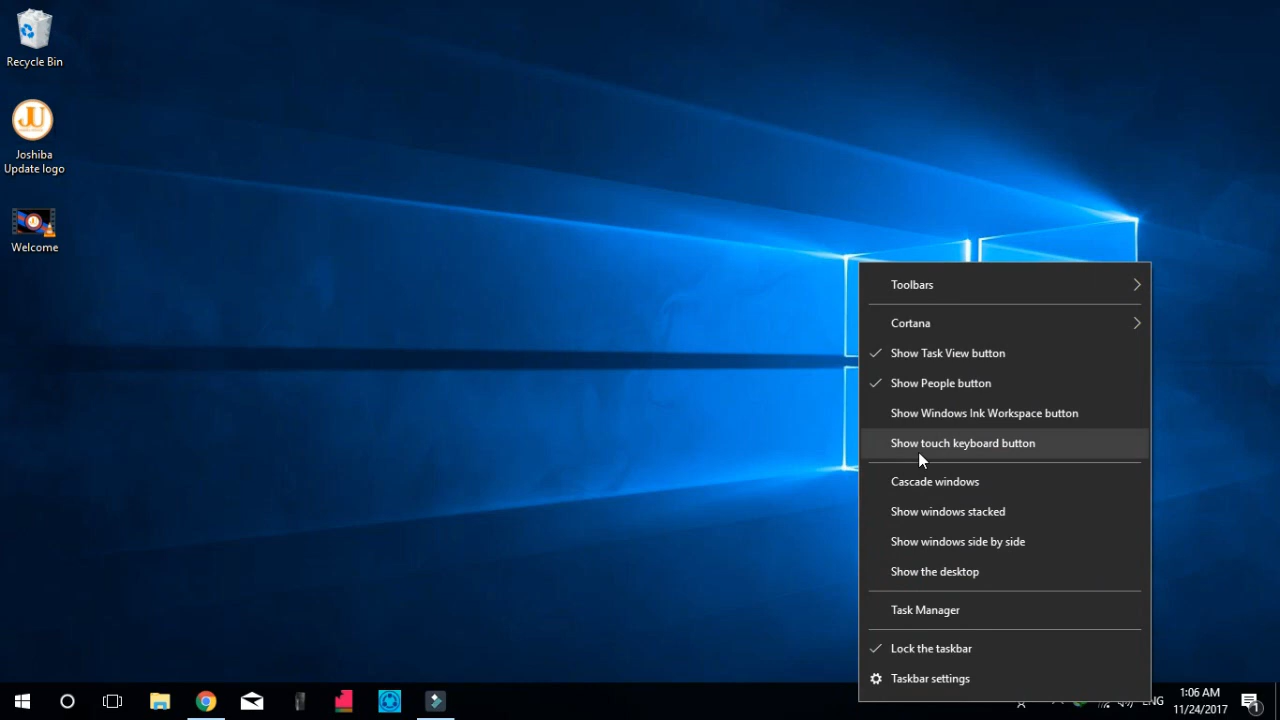 Recycle Bin
JU
Joshiba
Update logo
Welcome
Toolbars
Cortana
Show Task View button
Show People button
Show Windows Ink Workspace button
Show touch keyboard button
Cascade windows
Show windows stacked
Show windows side by side
Show the desktop
Task Manager
Lock the taskbar
Taskbar settings
ENG
1:06 AM
11/24/2017
1